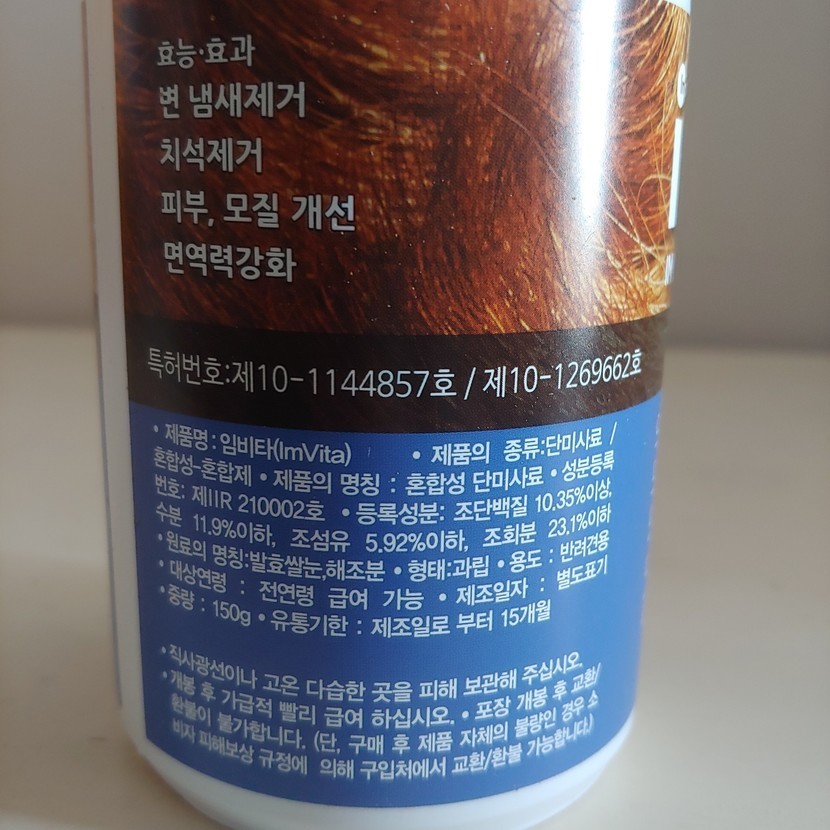 효능·효과
변 냄새제거
치석제거
피부, 모질 개선
면역력강화
특허번호:제10-1144857호 / 제10-1269662호
• 제품명 : 임비타(ImVita) • 제품의 종류:단미사료 /
혼합성-혼합제 • 제품의 명칭 : 혼합성 단미사료 • 성분등록
번호: 제IIR 210002호 • 등록성분: 조단백질 10.35%이상,
수분 11.9%이하, 조섬유 5.92%이하, 조회분 23.1%이하
• 원료의 명칭:발효쌀눈,해조분 • 형태:과립 • 용도 : 반려견용
• 대상연령 : 전연령 급여 가능 • 제조일자 : 별도표기
• 중량 : 150g • 유통기한 : 제조일로 부터 15개월
• 직사광선이나 고온 다습한 곳을 피해 보관해 주십시오.
• 개봉 후 가급적 빨리 급여 하십시오. • 포장 개봉 후 교환/
환불이 불가합니다. (단, 구매 후 제품 자체의 불량인 경우 소
비자 피해보상 규정에 의해 구입처에서 교환/환불 가능합니다.)